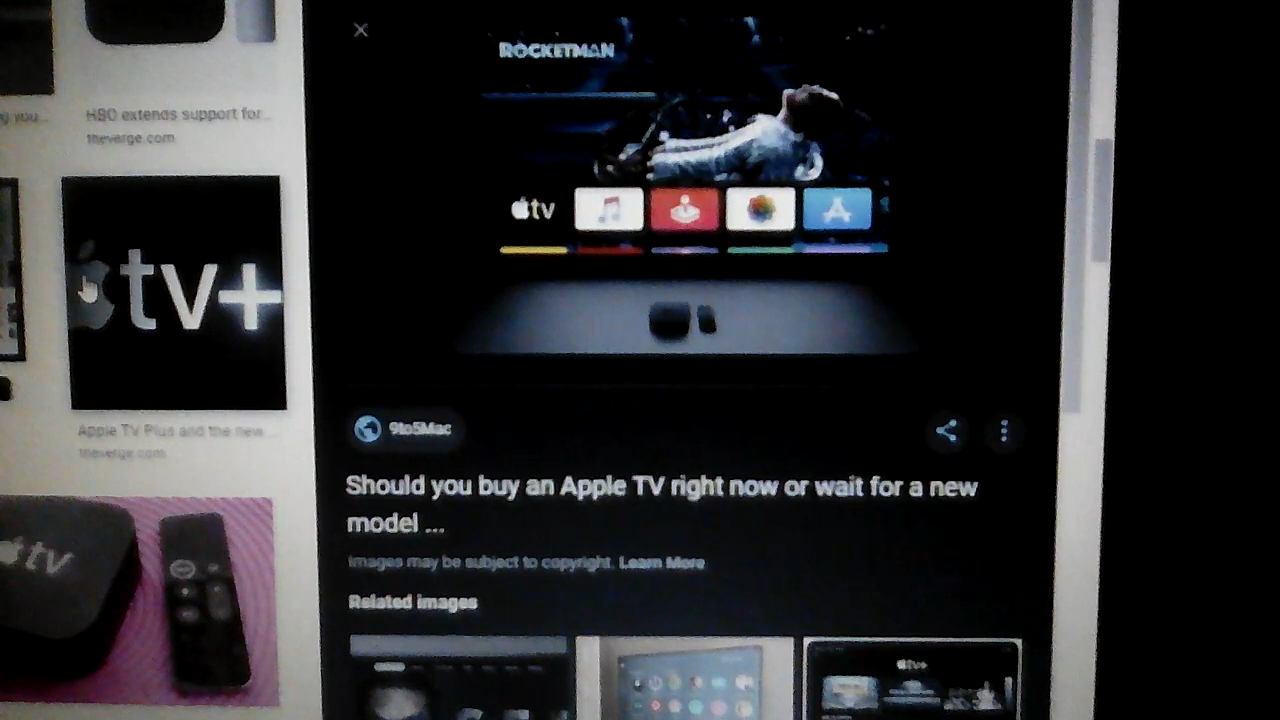 HBO extends support for...
theverge.com
tv+
Apple TV Plus and the new ...
theverge.com
tv
ROCKETMAN
tv
9to5Mac
Should you buy an Apple TV right now or wait for a new
model ...
Images may be subject to copyright. Learn More
Related images
tv+